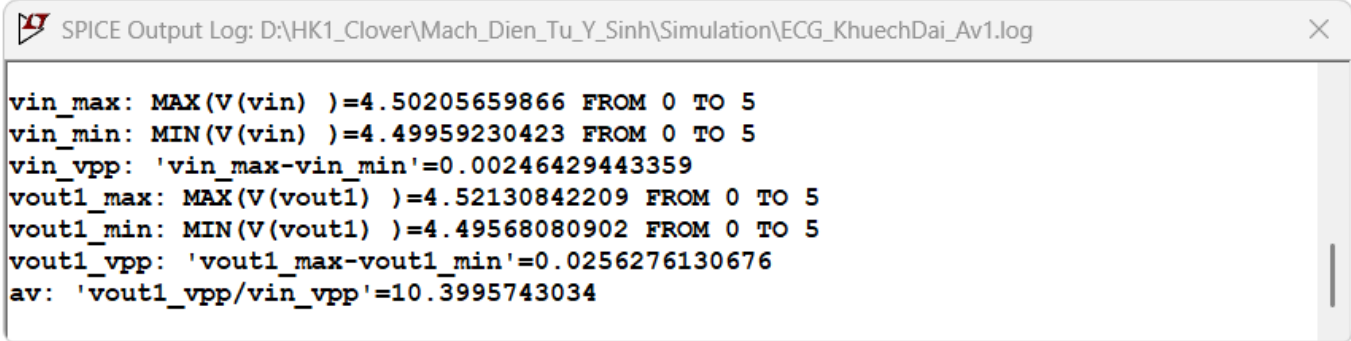 SPICE Output Log: D:\HK1_Clover\Mach_Dien_Tu_Y_Sinh\Simulation\ECG_KhuechDai_Av1.log
vin_max: MAX(V(vin) )=4.50205659866 FROM 0 TO 5
vin_min: MIN(V(vin) )=4.49959230423 FROM 0 TO 5
vin_vpp: 'vin_max-vin_min'=0.00246429443359
vout1_max: MAX(V(vout1) )=4.52130842209 FROM 0 TO 5
vout1_min: MIN(V(vout1) )=4.49568080902 FROM 0 TO 5
vout1_vpp: 'vout1_max-vout1_min'=0.0256276130676
av: 'vout1_vpp/vin_vpp'=10.3995743034